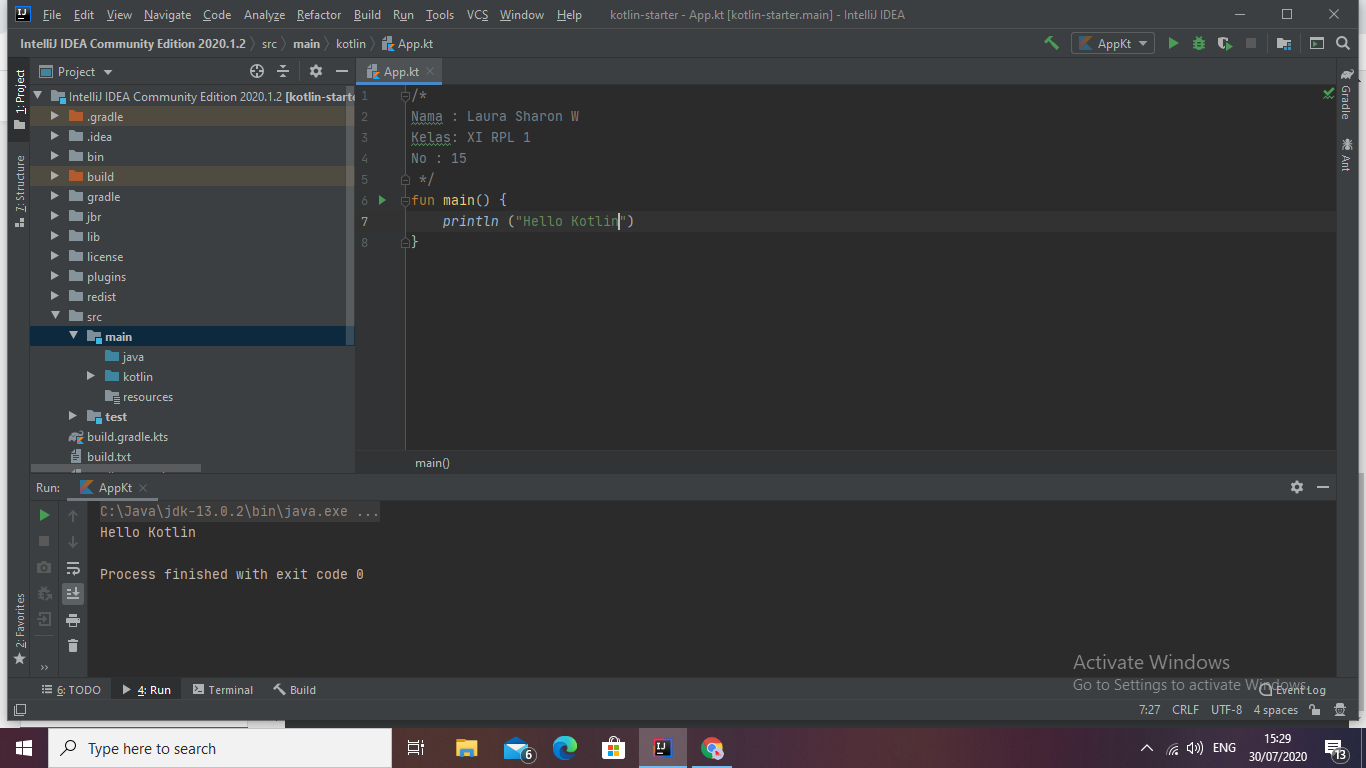 File Edit View Navigate Code Analyze Refactor Build Run Tools VCS Window Help kotlin-starter - App.kt [kotlin-starter.main] - IntelliJ IDEA
IntelliJ IDEA Community Edition 2020.1.2 src main kotlin App.kt AppKt
Project App.kt
1: Project
7: Structure
2: Favorites
IntelliJ IDEA Community Edition 2020.1.2 [kotlin-starte
.gradle
.idea
bin
build
gradle
jbr
lib
license
plugins
redist
src
main
java
kotlin
resources
test
build.gradle.kts
build.txt
1 /*
2 Nama : Laura Sharon W
3 Kelas: XI RPL 1
4 No : 15
5 */
6 fun main() {
7 println ("Hello Kotlin")
8 }
main()
Gradle
Ant
Run: AppKt
C:\Java\jdk-13.0.2\bin\java.exe ...
Hello Kotlin
Process finished with exit code 0
Activate Windows
Go to Settings to activate Windows.
6: TODO 4: Run Terminal Build Event Log
7:27 CRLF UTF-8 4 spaces
Type here to search 6 ENG 15:29
30/07/2020 13